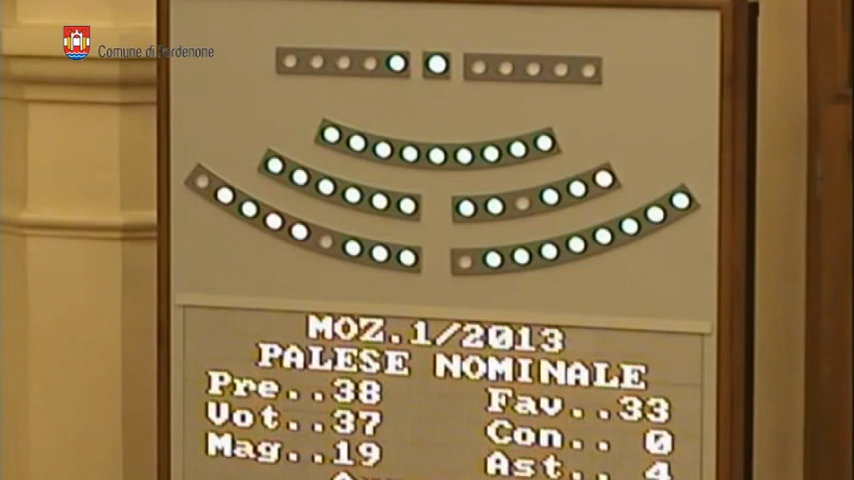 Comune di Pordenone
MOZ.1/2013
PALESE NOMINALE
Pre..38 Fav..33
Vot..37 Con.. 0
Mag..19 Ast.. 4